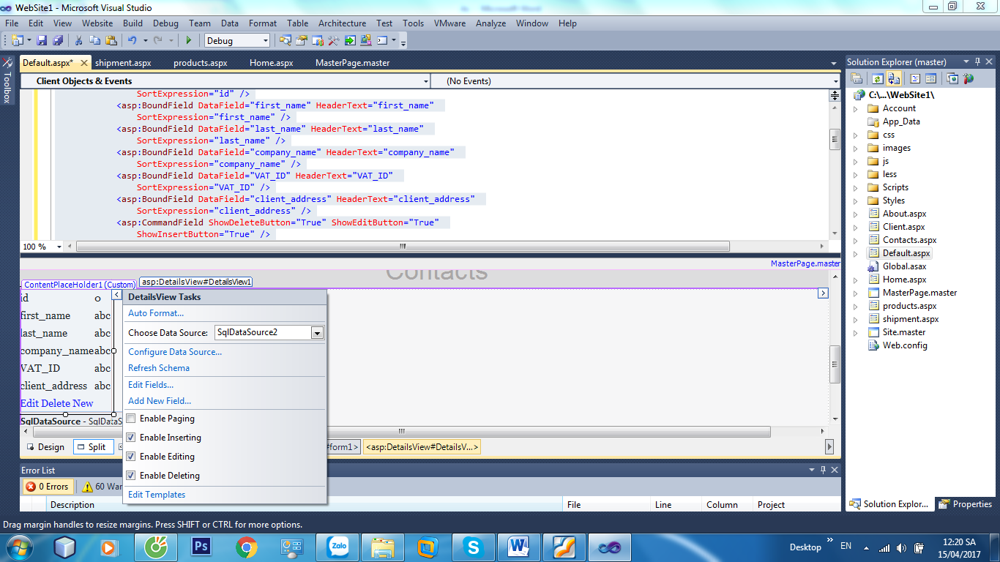 WebSite1 - Microsoft Visual Studio
File Edit View Website Build Debug Team Data Format Table Architecture Test Tools VMware Analyze Window Help
Debug
Toolbox
Default.aspx* shipment.aspx products.aspx Home.aspx MasterPage.master
Client Objects & Events (No Events)
SortExpression="id" />
<asp:BoundField DataField="first_name" HeaderText="first_name"
SortExpression="first_name" />
<asp:BoundField DataField="last_name" HeaderText="last_name"
SortExpression="last_name" />
<asp:BoundField DataField="company_name" HeaderText="company_name"
SortExpression="company_name" />
<asp:BoundField DataField="VAT_ID" HeaderText="VAT_ID"
SortExpression="VAT_ID" />
<asp:BoundField DataField="client_address" HeaderText="client_address"
SortExpression="client_address" />
<asp:CommandField ShowDeleteButton="True" ShowEditButton="True"
ShowInsertButton="True" />
100 %
MasterPage.master
Contacts
ContentPlaceHolder1 (Custom) asp:DetailsView#DetailsView1
id 0
first_name abc
last_name abc
company_name abc
VAT_ID abc
client_address abc
Edit Delete New
SqlDataSource - SqlDataS
DetailsView Tasks
Auto Format...
Choose Data Source: SqlDataSource2
Configure Data Source...
Refresh Schema
Edit Fields...
Add New Field...
Enable Paging
Enable Inserting
Enable Editing
Enable Deleting
Edit Templates
Design Split #form1> <asp:DetailsView#DetailsV...>
Error List
0 Errors 60 War
Description File Line Column Project
Solution Explorer (master)
C:\...\WebSite1\
Account
App_Data
css
images
js
less
Scripts
Styles
About.aspx
Client.aspx
Contacts.aspx
Default.aspx
Global.asax
Home.aspx
MasterPage.master
products.aspx
shipment.aspx
Site.master
Web.config
Solution Explor... Properties
Drag margin handles to resize margins. Press SHIFT or CTRL for more options.
Ps Zalo S W
Desktop » EN
12:20 SA
15/04/2017